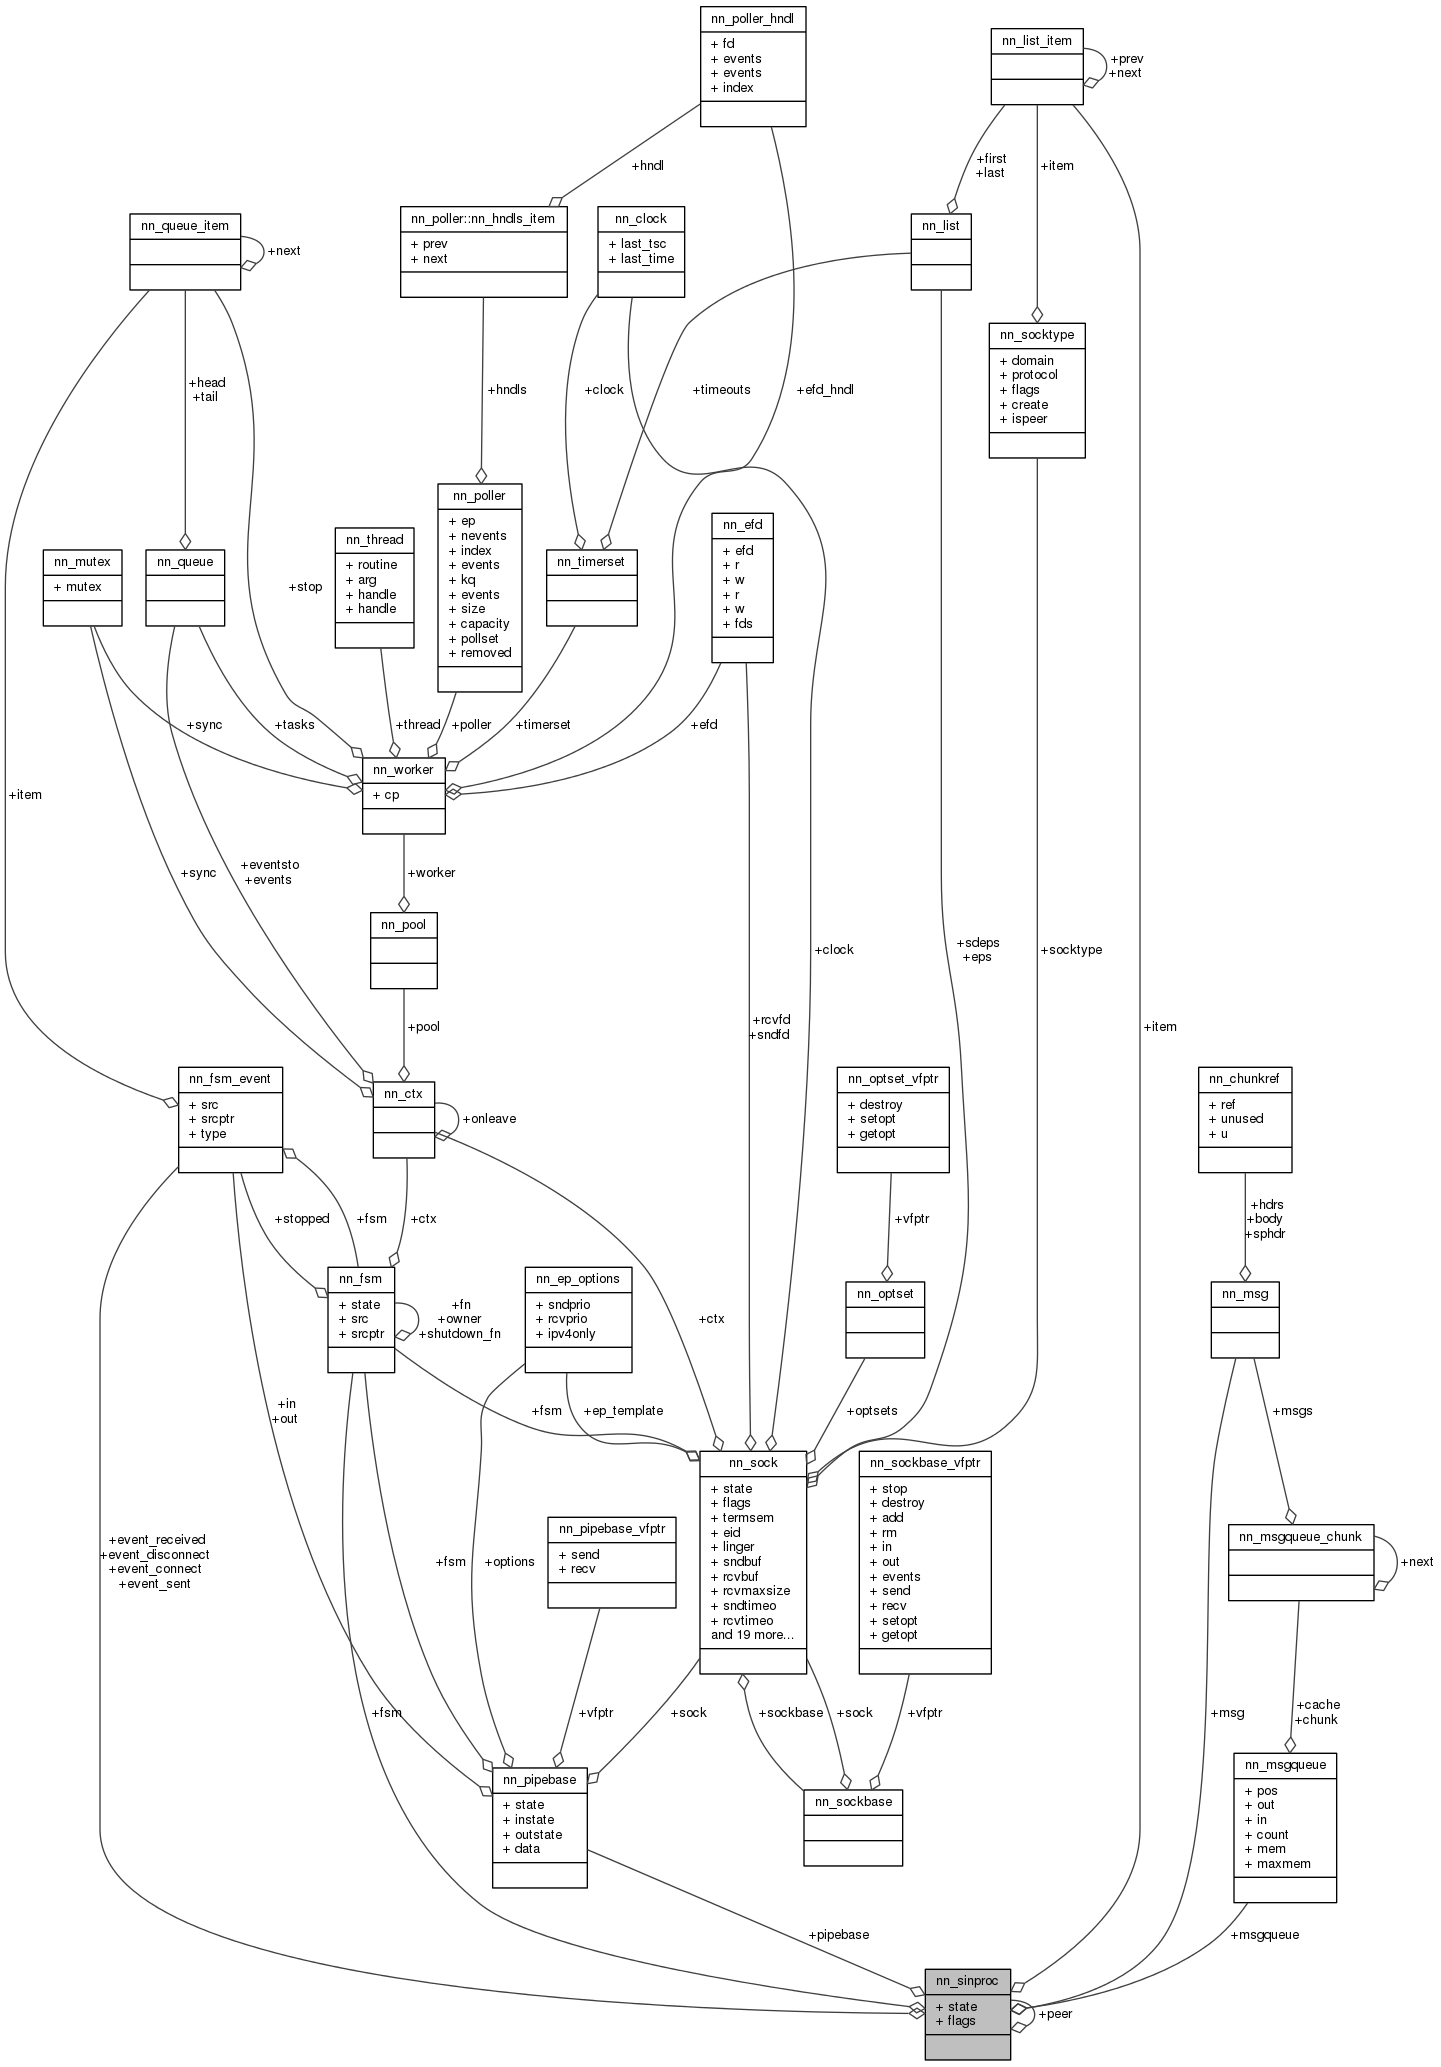 nn_poller_hndl
+ fd
+ events
+ events
+ index
nn_list_item
+prev
+next
+hndl
+first
+last
+item
nn_queue_item
+next
nn_poller::nn_hndls_item
+ prev
+ next
nn_clock
+ last_tsc
+ last_time
nn_list
nn_socktype
+ domain
+ protocol
+ flags
+ create
+ ispeer
+head
+tail
+hndls
+clock
+timeouts
+efd_hndl
nn_mutex
+ mutex
nn_queue
+stop
nn_thread
+ routine
+ arg
+ handle
+ handle
nn_poller
+ ep
+ nevents
+ index
+ events
+ kq
+ events
+ size
+ capacity
+ pollset
+ removed
nn_timerset
nn_efd
+ efd
+ r
+ w
+ r
+ w
+ fds
+sync
+tasks
+thread
+poller
+timerset
+efd
+item
nn_worker
+ cp
+sync
+eventsto
+events
+worker
nn_pool
+clock
+sdeps
+eps
+socktype
+pool
+rcvfd
+sndfd
+item
nn_fsm_event
+ src
+ srcptr
+ type
nn_ctx
+onleave
nn_optset_vfptr
+ destroy
+ setopt
+ getopt
nn_chunkref
+ ref
+ unused
+ u
+stopped
+fsm
+ctx
+vfptr
+hdrs
+body
+sphdr
nn_fsm
+ state
+ src
+ srcptr
+fn
+owner
+shutdown_fn
nn_ep_options
+ sndprio
+ rcvprio
+ ipv4only
+ctx
nn_optset
nn_msg
+in
+out
+fsm
+ep_template
+optsets
+msgs
nn_sock
+ state
+ flags
+ termsem
+ eid
+ linger
+ sndbuf
+ rcvbuf
+ rcvmaxsize
+ sndtimeo
+ rcvtimeo
and 19 more...
nn_sockbase_vfptr
+ stop
+ destroy
+ add
+ rm
+ in
+ out
+ events
+ send
+ recv
+ setopt
+ getopt
nn_msgqueue_chunk
+next
+event_received
+event_disconnect
+event_connect
+event_sent
+fsm
+options
nn_pipebase_vfptr
+ send
+ recv
+fsm
+vfptr
+sock
+sockbase
+sock
+vfptr
+msg
+cache
+chunk
nn_pipebase
+ state
+ instate
+ outstate
+ data
nn_sockbase
nn_msgqueue
+ pos
+ out
+ in
+ count
+ mem
+ maxmem
+pipebase
+msgqueue
nn_sinproc
+ state
+ flags
+peer